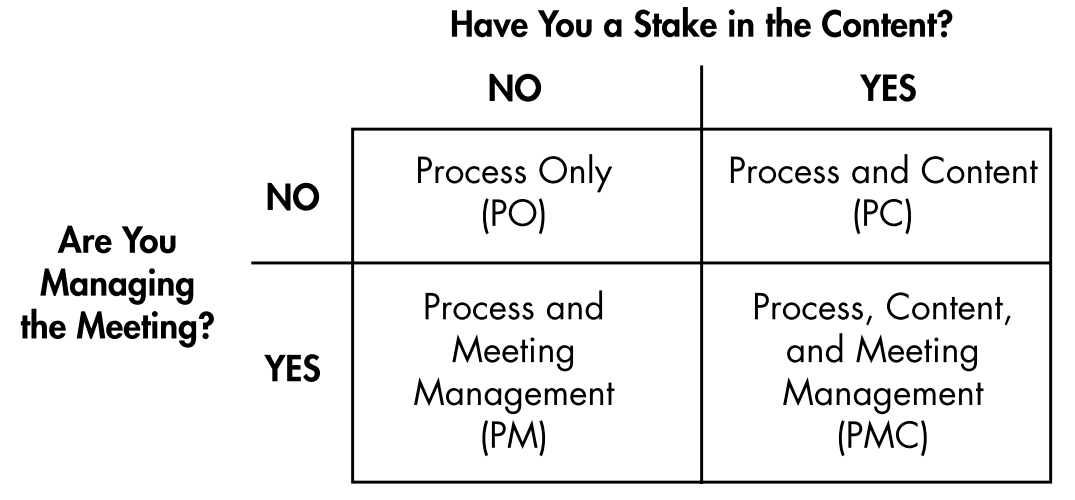 Have You a Stake in the Content?
NO
YES
Are You
Managing
the Meeting?
NO
Process Only
(PO)
Process and Content
(PC)
YES
Process and
Meeting
Management
(PM)
Process, Content,
and Meeting
Management
(PMC)